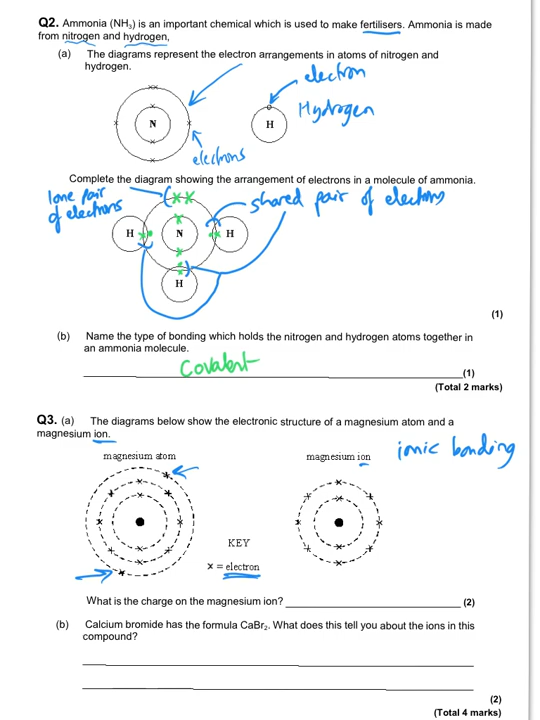 Q2. Ammonia (NH₃) is an important chemical which is used to make fertilisers. Ammonia is made
from nitrogen and hydrogen,
(a) The diagrams represent the electron arrangements in atoms of nitrogen and
hydrogen.
electron
N
H
Hydrogen
electrons
Complete the diagram showing the arrangement of electrons in a molecule of ammonia.
lone pair
of electrons
shared pair of electrons
H N H
H
(1)
(b) Name the type of bonding which holds the nitrogen and hydrogen atoms together in
an ammonia molecule.
Covalent
(1)
(Total 2 marks)
Q3. (a) The diagrams below show the electronic structure of a magnesium atom and a
magnesium ion.
ionic bonding
magnesium atom
magnesium ion
KEY
x = electron
What is the charge on the magnesium ion? (2)
(b) Calcium bromide has the formula CaBr₂. What does this tell you about the ions in this
compound?
(2)
(Total 4 marks)